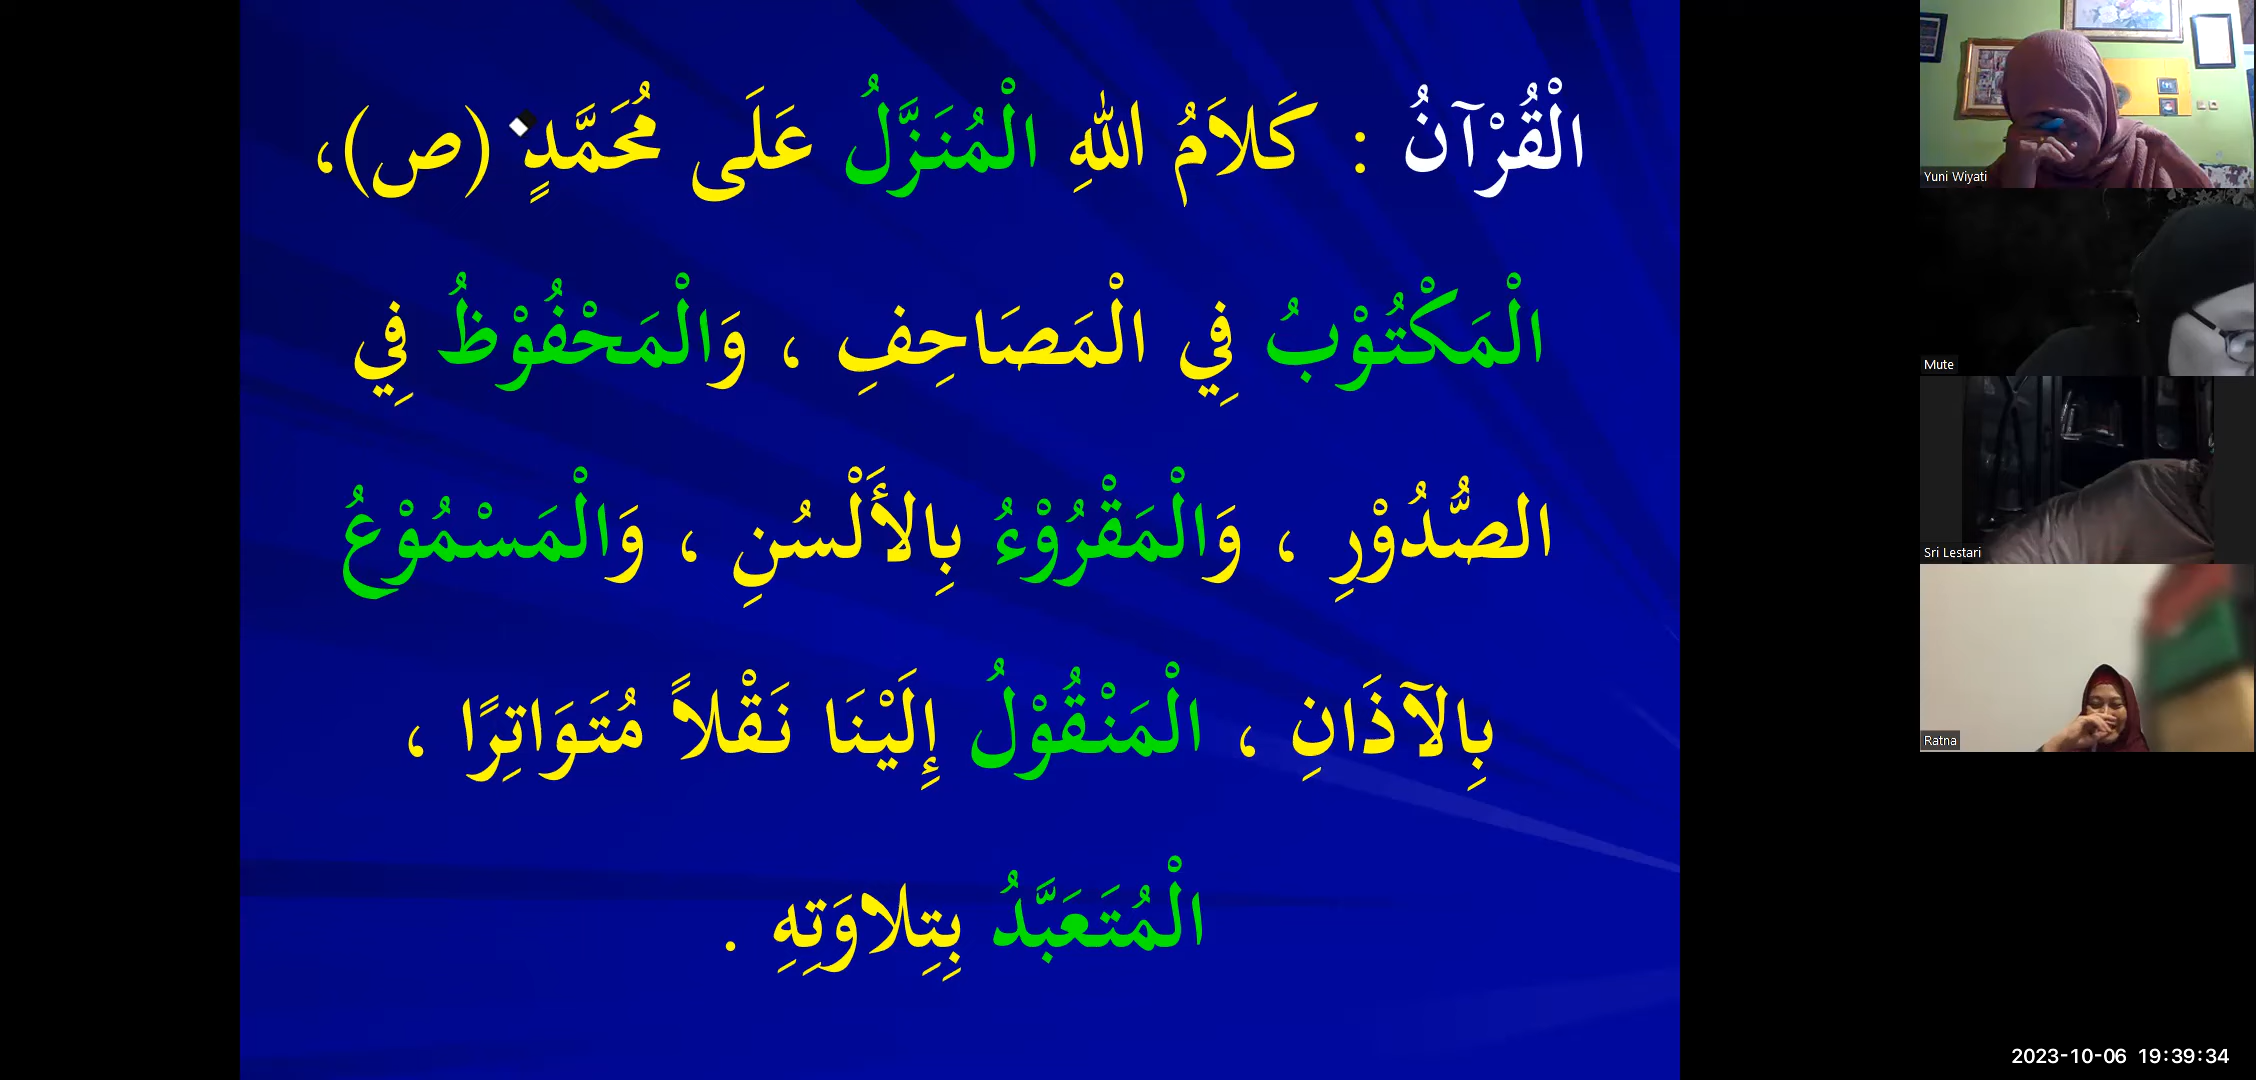 الْقُرْآنُ : كَلاَمُ اللهِ الْمُنَزَّلُ عَلَى مُحَمَّدٍ (ص)،
الْمَكْتُوْبُ فِي الْمَصَاحِفِ ، وَالْمَحْفُوْظُ فِي
الصُّدُوْرِ ، وَالْمَقْرُوْءُ بِالأَلْسُنِ ، وَالْمَسْمُوْعُ
بِالآذَانِ ، الْمَنْقُوْلُ إِلَيْنَا نَقْلاً مُتَوَاتِرًا ،
الْمُتَعَبَّدُ بِتِلاوَتِهِ .
Yuni Wiyati
Mute
Sri Lestari
Ratna
2023-10-06 19:39:34